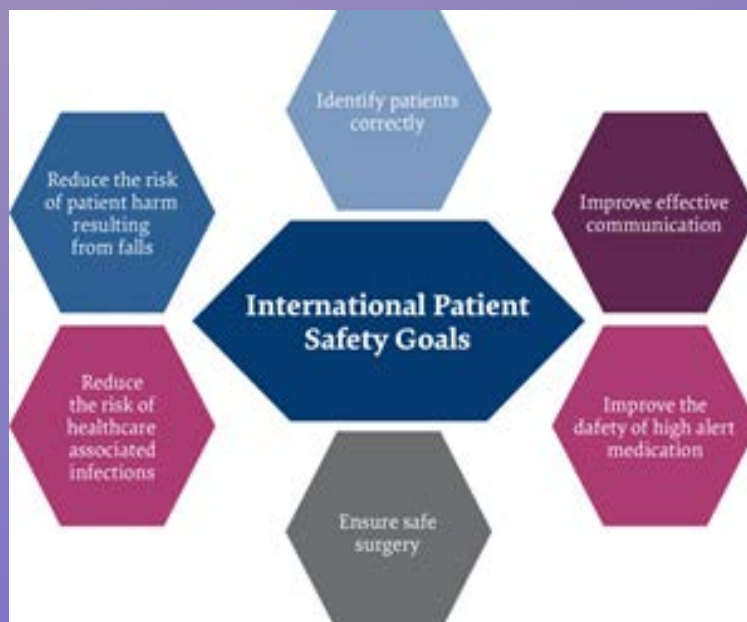 Identify patients
correctly
Reduce the risk
of patient harm
resulting
from falls
Improve effective
communication
International Patient
Safety Goals
Reduce
the risk of
healthcare
associated
infections
Improve the
dafety of high alert
medication
Ensure safe
surgery